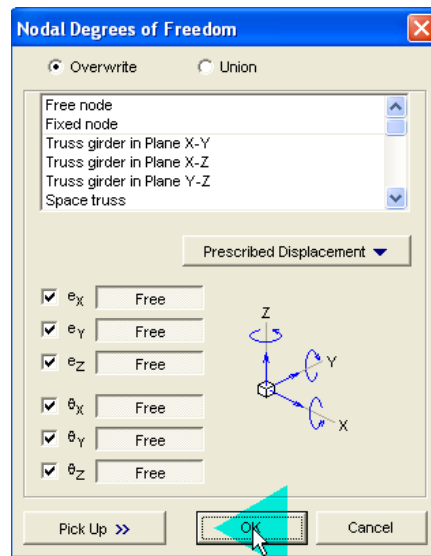 Nodal Degrees of Freedom
Overwrite Union
Free node
Fixed node
Truss girder in Plane X-Y
Truss girder in Plane X-Z
Truss girder in Plane Y-Z
Space truss
Prescribed Displacement
eX Free
eY Free
eZ Free
θX Free
θY Free
θZ Free
Z
Y
X
Pick Up >> OK Cancel